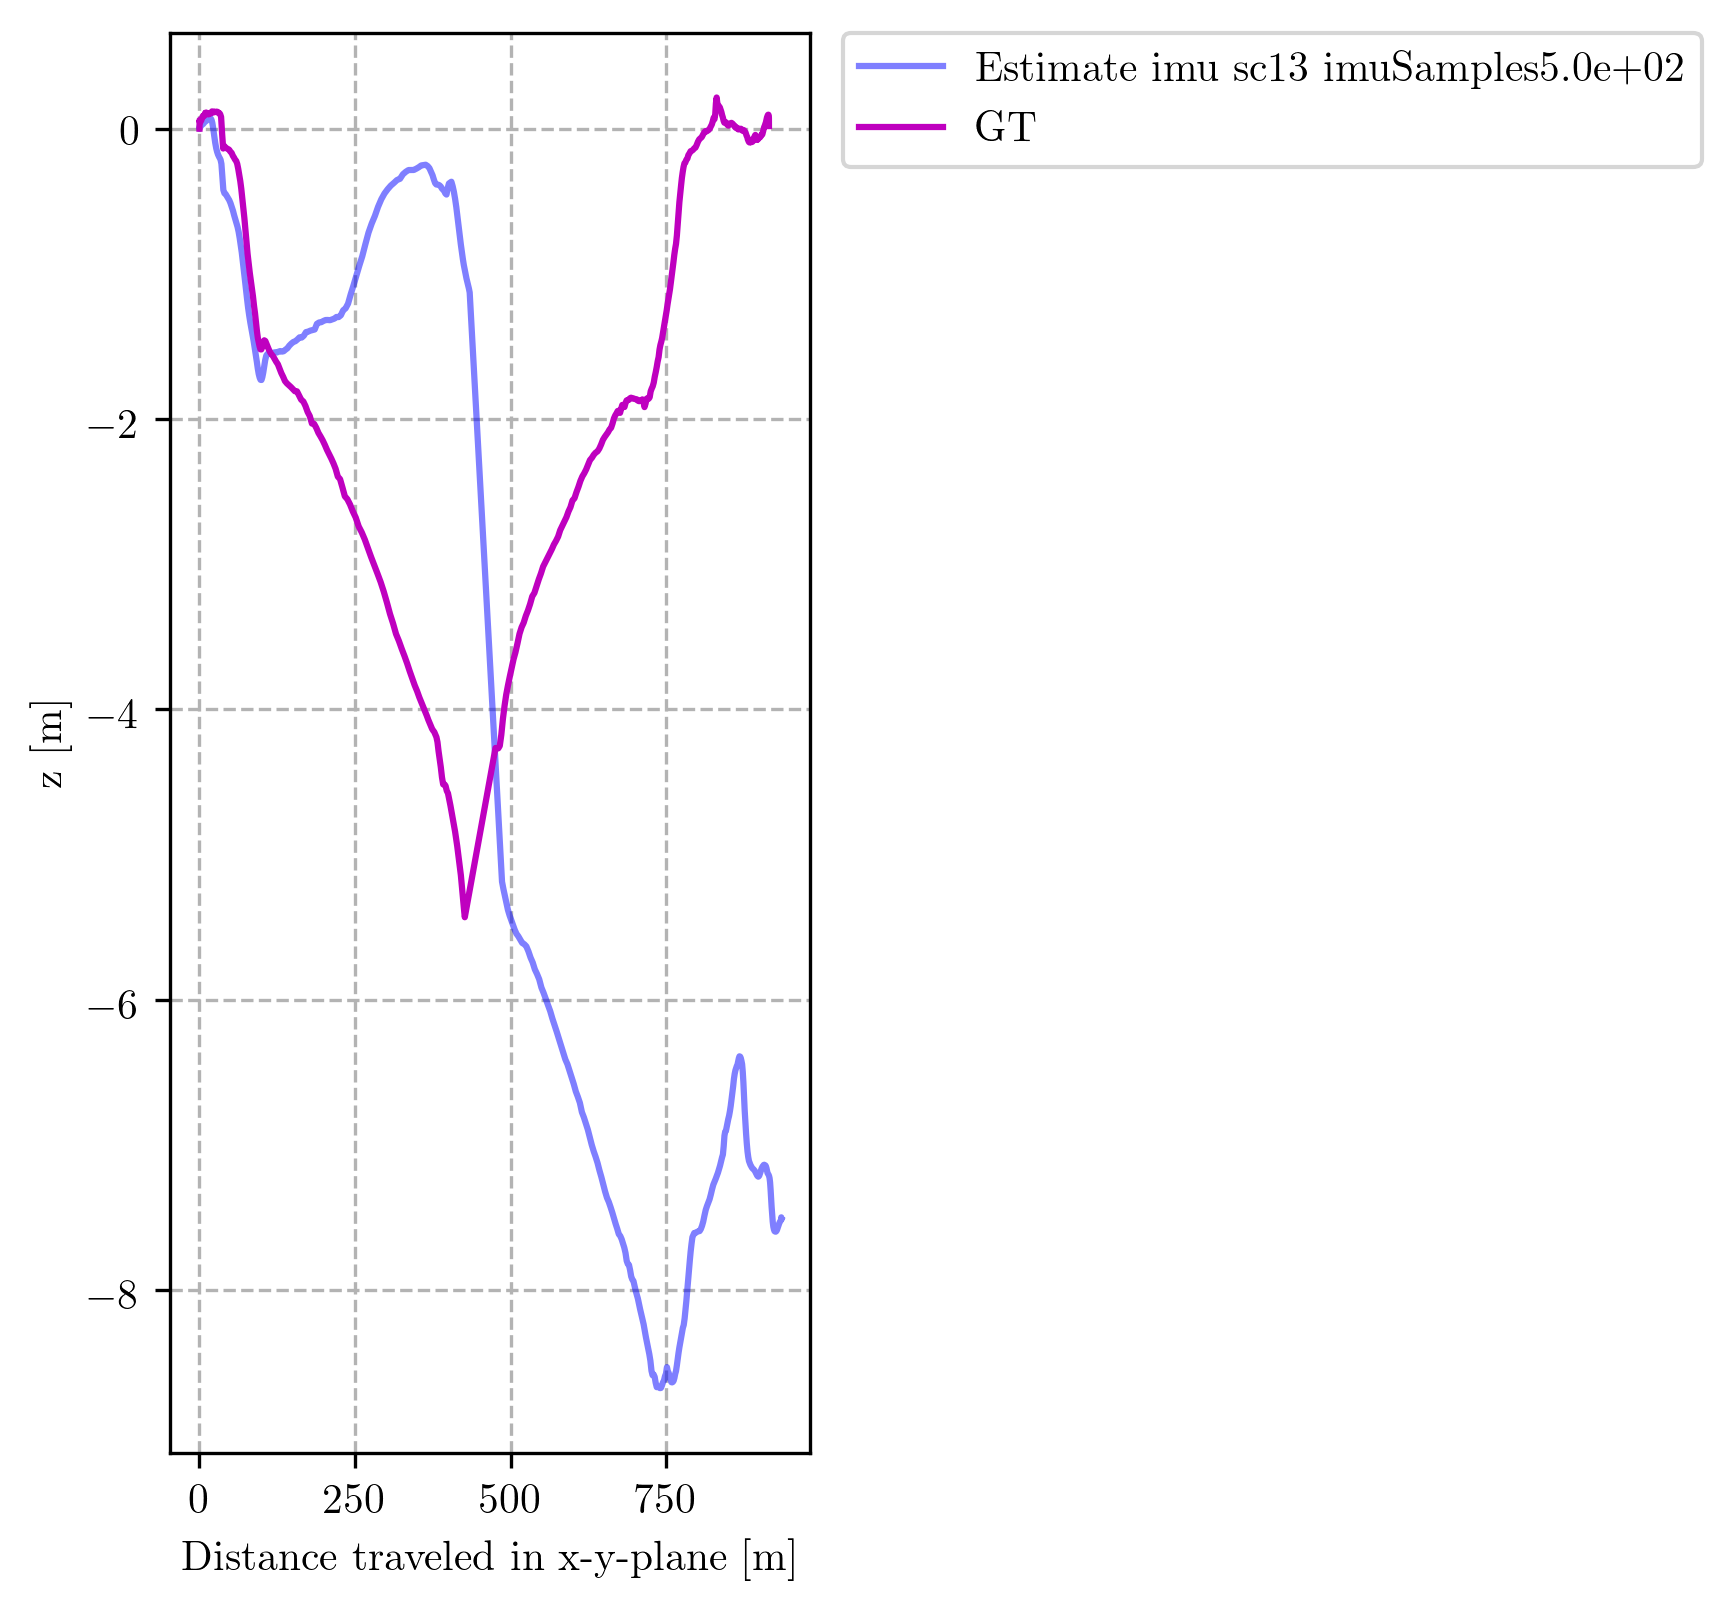 Estimate imu sc13 imuSamples5.0e+02
GT
0
−2
−4
−6
−8
z [m]
0 250 500 750
Distance traveled in x-y-plane [m]